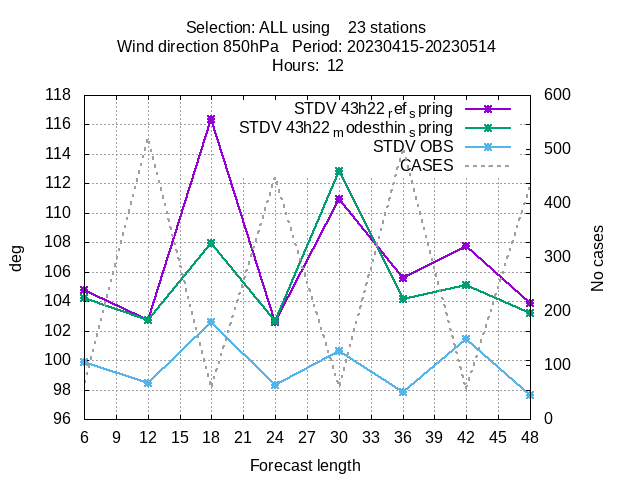 Selection: ALL using 23 stations
Wind direction 850hPa Period: 20230415-20230514
Hours: 12
118 600
116
114 500
112
110 400
108
106 300
104 200
102
100 100
98
96 0
STDV 43h22 ref spring
STDV 43h22 modesthin spring
STDV OBS
CASES
deg
No cases
6 9 12 15 18 21 24 27 30 33 36 39 42 45 48
Forecast length